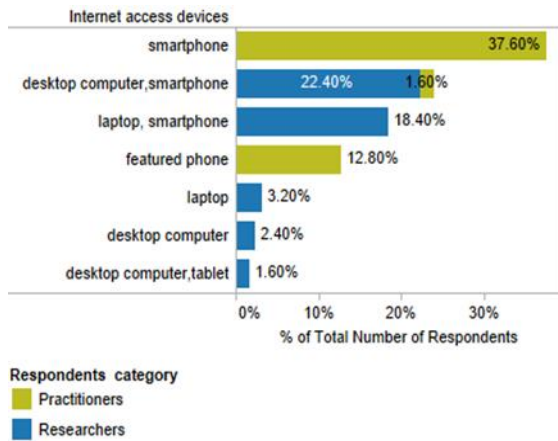 Internet access devices
smartphone 37.60%
desktop computer,smartphone 22.40% 1.60%
laptop, smartphone 18.40%
featured phone 12.80%
laptop 3.20%
desktop computer 2.40%
desktop computer,tablet 1.60%
0% 10% 20% 30%
% of Total Number of Respondents
Respondents category
Practitioners
Researchers